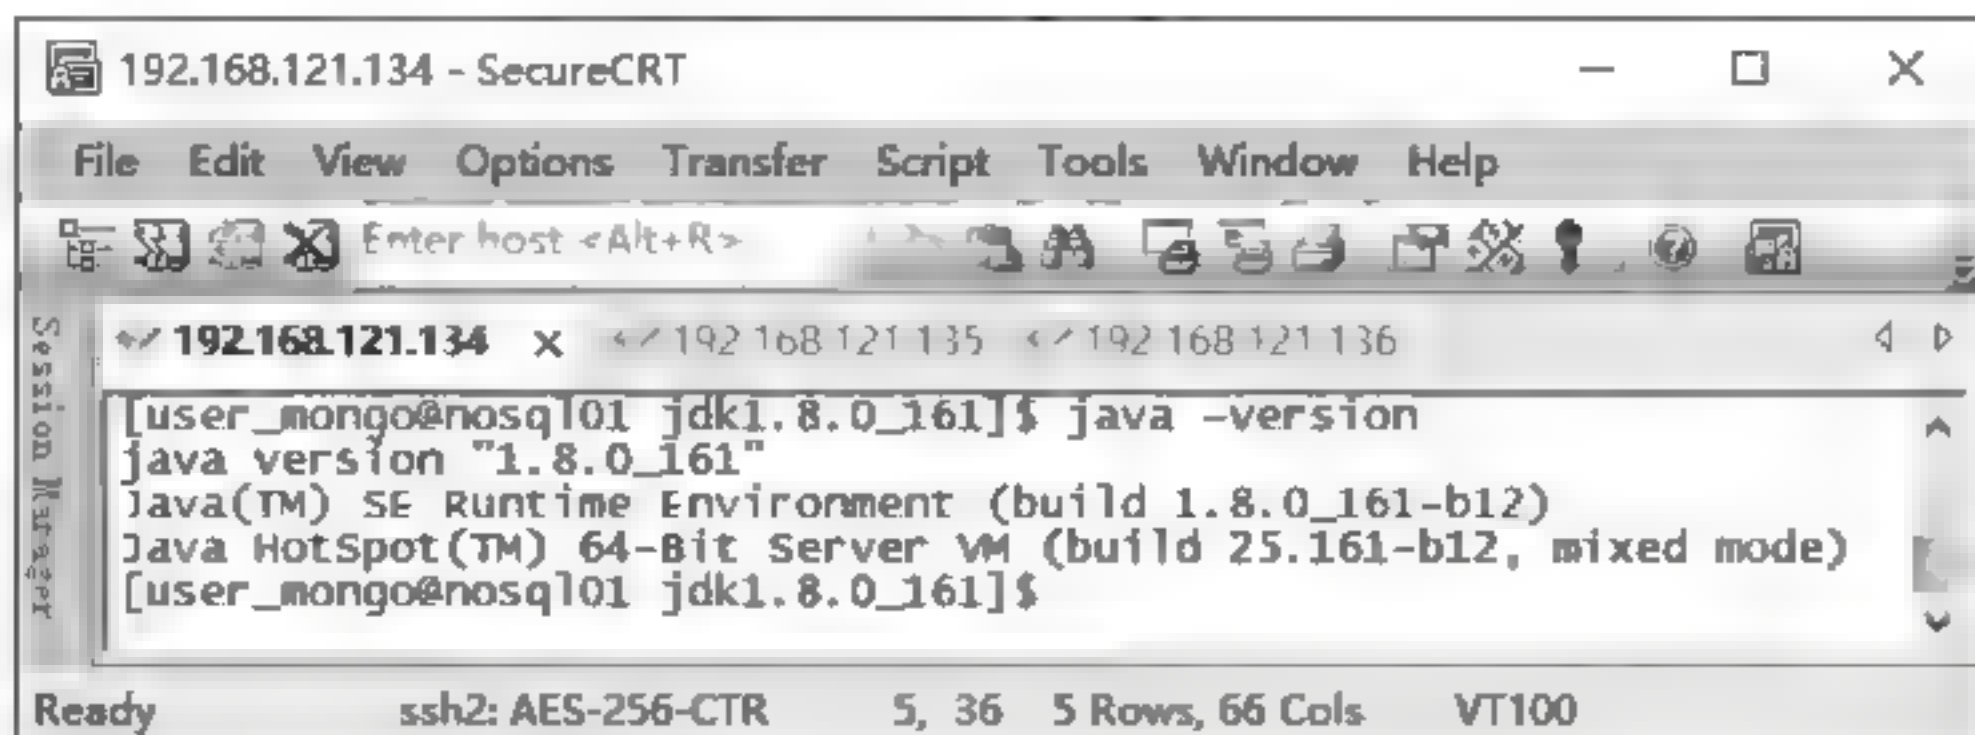 192.168.121.134 - SecureCRT
File Edit View Options Transfer Script Tools Window Help
Enter host <Alt+R>
192.168.121.134 192.168.121.135 192.168.121.136
Session Manager
[user_mongo@nosql01 jdk1.8.0_161]$ java -version
java version "1.8.0_161"
Java(TM) SE Runtime Environment (build 1.8.0_161-b12)
Java HotSpot(TM) 64-Bit Server VM (build 25.161-b12, mixed mode)
[user_mongo@nosql01 jdk1.8.0_161]$
Ready ssh2: AES-256-CTR 5, 36 5 Rows, 66 Cols VT100